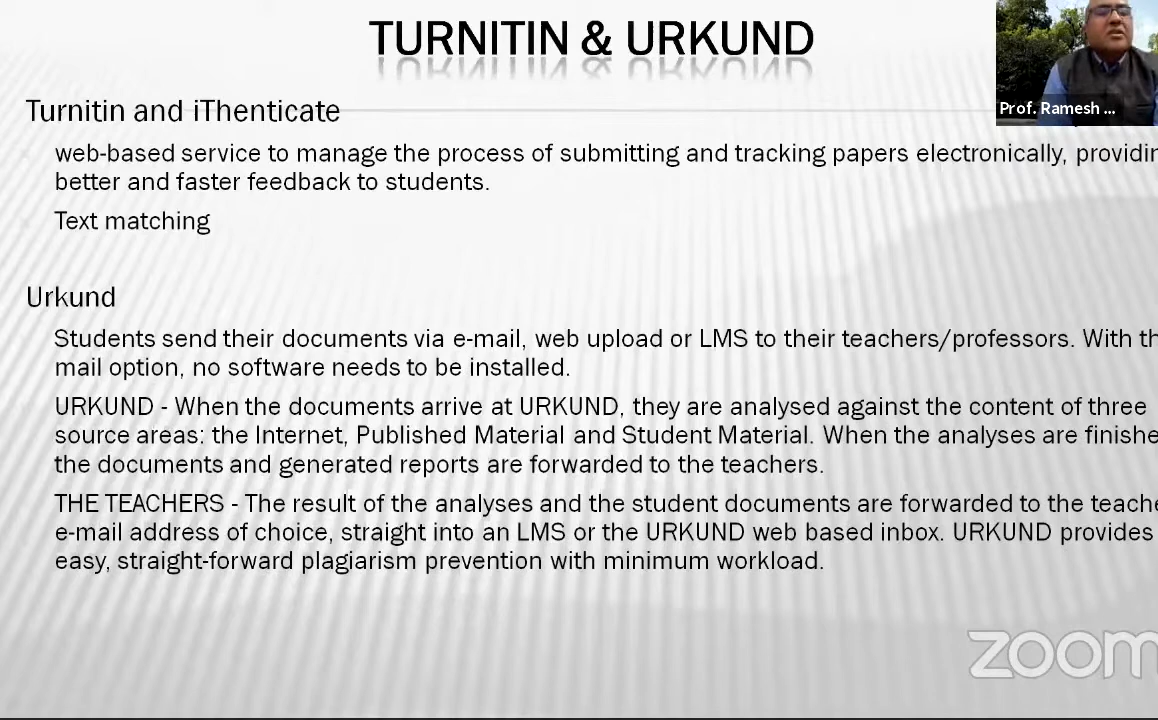 TURNITIN & URKUND
Prof. Ramesh ...
Turnitin and iThenticate
web-based service to manage the process of submitting and tracking papers electronically, providin
better and faster feedback to students.
Text matching
Urkund
Students send their documents via e-mail, web upload or LMS to their teachers/professors. With th
mail option, no software needs to be installed.
URKUND - When the documents arrive at URKUND, they are analysed against the content of three
source areas: the Internet, Published Material and Student Material. When the analyses are finishe
the documents and generated reports are forwarded to the teachers.
THE TEACHERS - The result of the analyses and the student documents are forwarded to the teache
e-mail address of choice, straight into an LMS or the URKUND web based inbox. URKUND provides
easy, straight-forward plagiarism prevention with minimum workload.
zoom